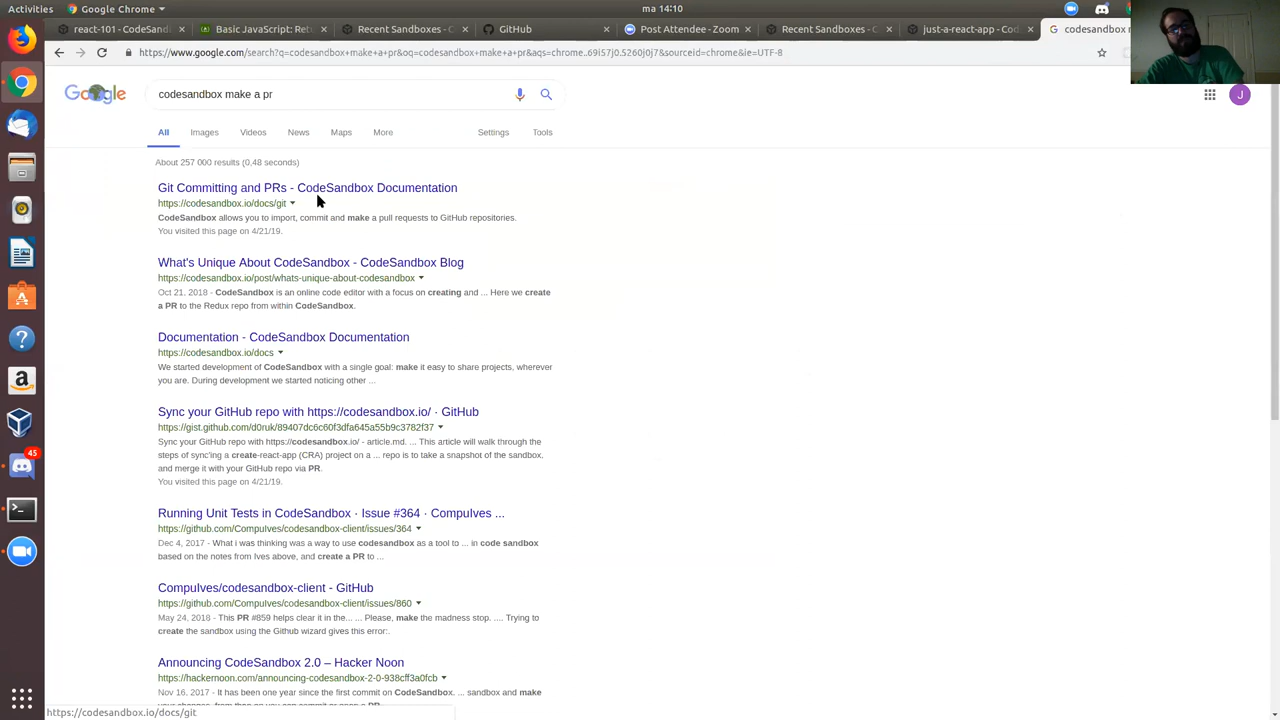 Google Chrome
ma 14:10
react-101 - CodeSandb
Basic JavaScript: Retu
Recent Sandboxes - C
GitHub
Post Attendee - Zoom
Recent Sandboxes - C
just-a-react-app - Cod
codesandbox m
https://www.google.com/search?q=codesandbox+make+a+pr&oq=codesandbox+make+a+pr&aqs=chrome..69i57j0.5260j0j7&sourceid=chrome&ie=UTF-8
Google
codesandbox make a pr
J
All
Images
Videos
News
Maps
More
Settings
Tools
About 257 000 results (0,48 seconds)
Git Committing and PRs - CodeSandbox Documentation
https://codesandbox.io/docs/git
CodeSandbox allows you to import, commit and make a pull requests to GitHub repositories.
You visited this page on 4/21/19.
What's Unique About CodeSandbox - CodeSandbox Blog
https://codesandbox.io/post/whats-unique-about-codesandbox
Oct 21, 2018 - CodeSandbox is an online code editor with a focus on creating and ... Here we create
a PR to the Redux repo from within CodeSandbox.
Documentation - CodeSandbox Documentation
https://codesandbox.io/docs
We started development of CodeSandbox with a single goal: make it easy to share projects, wherever
you are. During development we started noticing other ...
Sync your GitHub repo with https://codesandbox.io/ · GitHub
https://gist.github.com/d0ruk/89407dc6c60f3dfa645a55b9c3782f37
Sync your GitHub repo with https://codesandbox.io/ - article.md. ... This article will walk through the
steps of sync'ing a create-react-app (CRA) project on a ... repo is to take a snapshot of the sandbox.
and merge it with your GitHub repo via PR.
You visited this page on 4/21/19.
45
Running Unit Tests in CodeSandbox · Issue #364 · CompuIves ...
https://github.com/CompuIves/codesandbox-client/issues/364
Dec 4, 2017 - What i was thinking was a way to use codesandbox as a tool to ... in code sandbox
based on the notes from Ives above, and create a PR to ...
CompuIves/codesandbox-client - GitHub
https://github.com/CompuIves/codesandbox-client/issues/860
May 24, 2018 - This PR #859 helps clear it in the... ... Please, make the madness stop. .... Trying to
create the sandbox using the Github wizard gives this error:.
Announcing CodeSandbox 2.0 – Hacker Noon
https://hackernoon.com/announcing-codesandbox-2-0-938cff3a0fcb
Nov 16, 2017 - It has been one year since the first commit on CodeSandbox. ... sandbox and make
https://codesandbox.io/docs/git